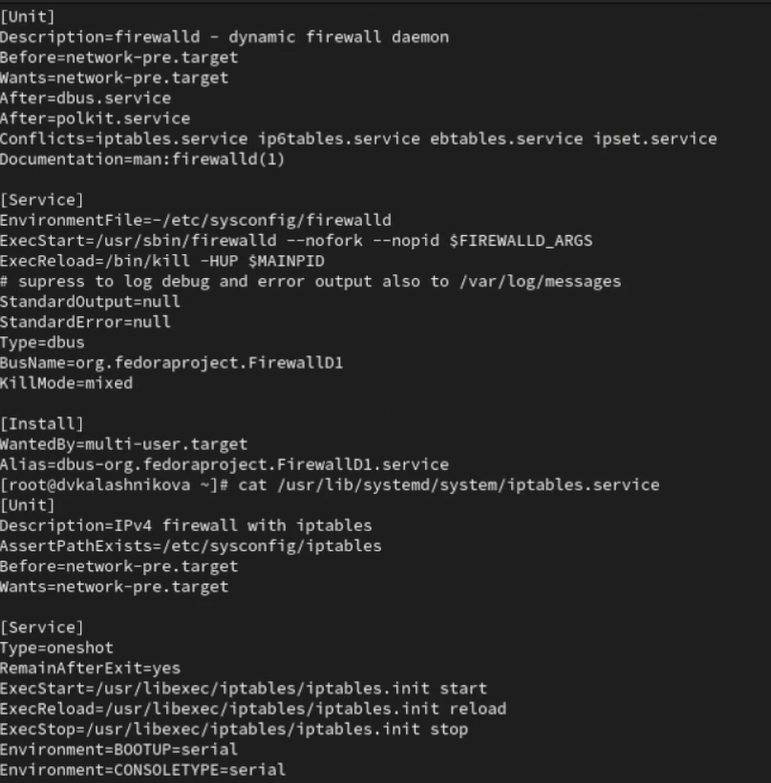 [Unit]
Description=firewalld - dynamic firewall daemon
Before=network-pre.target
Wants=network-pre.target
After=dbus.service
After=polkit.service
Conflicts=iptables.service ip6tables.service ebtables.service ipset.service
Documentation=man:firewalld(1)

[Service]
EnvironmentFile=-/etc/sysconfig/firewalld
ExecStart=/usr/sbin/firewalld --nofork --nopid $FIREWALLD_ARGS
ExecReload=/bin/kill -HUP $MAINPID
# supress to log debug and error output also to /var/log/messages
StandardOutput=null
StandardError=null
Type=dbus
BusName=org.fedoraproject.FirewallD1
KillMode=mixed

[Install]
WantedBy=multi-user.target
Alias=dbus-org.fedoraproject.FirewallD1.service
[root@dvkalashnikova ~]# cat /usr/lib/systemd/system/iptables.service
[Unit]
Description=IPv4 firewall with iptables
AssertPathExists=/etc/sysconfig/iptables
Before=network-pre.target
Wants=network-pre.target

[Service]
Type=oneshot
RemainAfterExit=yes
ExecStart=/usr/libexec/iptables/iptables.init start
ExecReload=/usr/libexec/iptables/iptables.init reload
ExecStop=/usr/libexec/iptables/iptables.init stop
Environment=BOOTUP=serial
Environment=CONSOLETYPE=serial